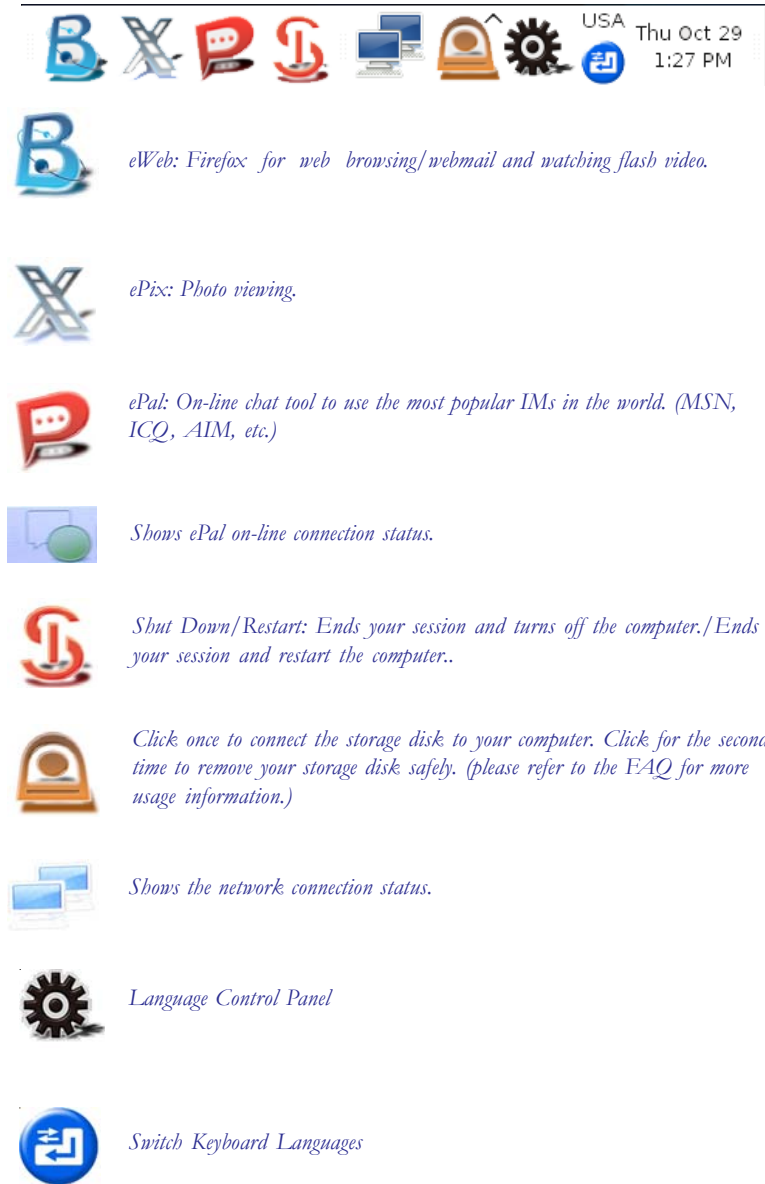 USA
Thu Oct 29
1:27 PM
eWeb: Firefox for web browsing/webmail and watching flash video.
ePix: Photo viewing.
ePal: On-line chat tool to use the most popular IMs in the world. (MSN,
ICQ, AIM, etc.)
Shows ePal on-line connection status.
Shut Down/Restart: Ends your session and turns off the computer./Ends
your session and restart the computer..
Click once to connect the storage disk to your computer. Click for the second
time to remove your storage disk safely. (please refer to the FAQ for more
usage information.)
Shows the network connection status.
Language Control Panel
Switch Keyboard Languages